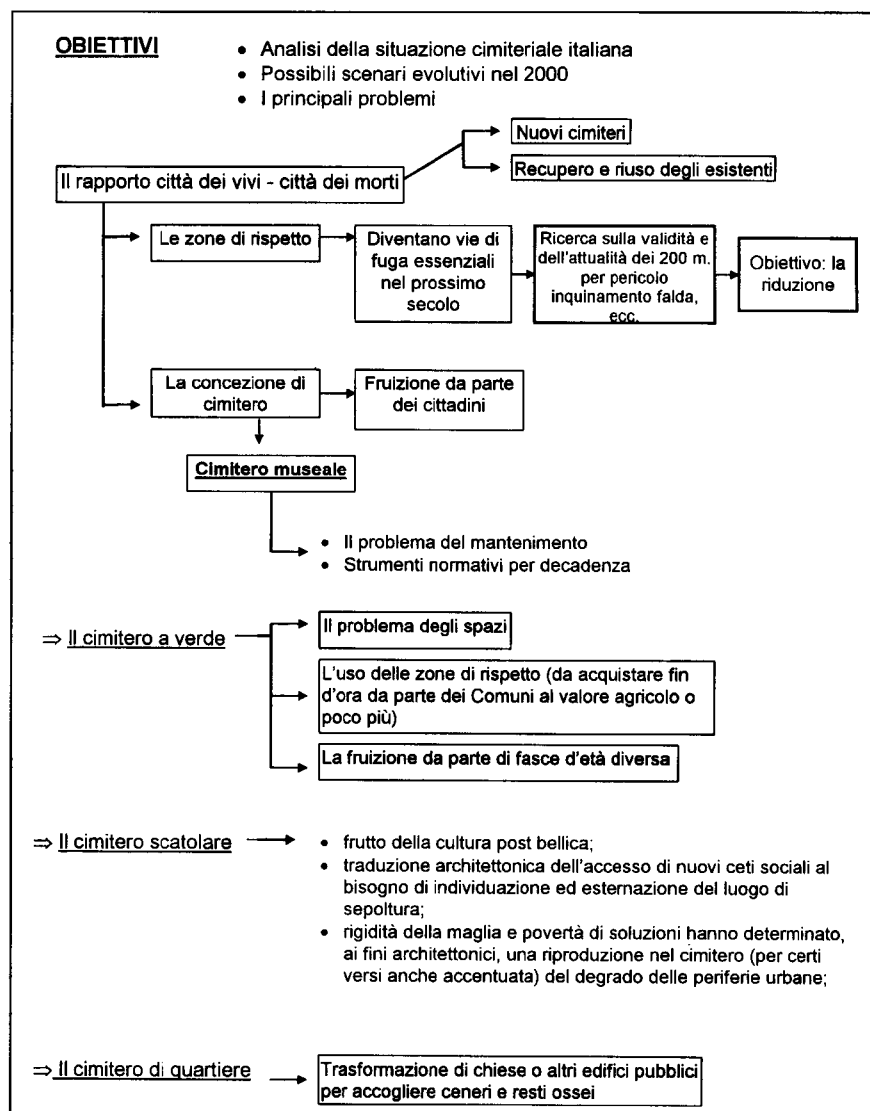 OBIETTIVI
• Analisi della situazione cimiteriale italiana
• Possibili scenari evolutivi nel 2000
• I principali problemi
Nuovi cimiteri
Il rapporto città dei vivi - città dei morti
Recupero e riuso degli esistenti
Le zone di rispetto
Diventano vie di
fuga essenziali
nel prossimo
secolo
Ricerca sulla validità e
dell'attualità dei 200 m.
per pericolo
inquinamento falda,
ecc.
Obiettivo: la
riduzione
La concezione di
cimitero
Fruizione da parte
dei cittadini
Cimitero museale
• Il problema del mantenimento
• Strumenti normativi per decadenza
⇒ Il cimitero a verde
Il problema degli spazi
L'uso delle zone di rispetto (da acquistare fin
d'ora da parte dei Comuni al valore agricolo o
poco più)
La fruizione da parte di fasce d'età diversa
⇒ Il cimitero scatolare
• frutto della cultura post bellica;
• traduzione architettonica dell'accesso di nuovi ceti sociali al
bisogno di individuazione ed esternazione del luogo di
sepoltura;
• rigidità della maglia e povertà di soluzioni hanno determinato,
ai fini architettonici, una riproduzione nel cimitero (per certi
versi anche accentuata) del degrado delle periferie urbane;
⇒ Il cimitero di quartiere
Trasformazione di chiese o altri edifici pubblici
per accogliere ceneri e resti ossei